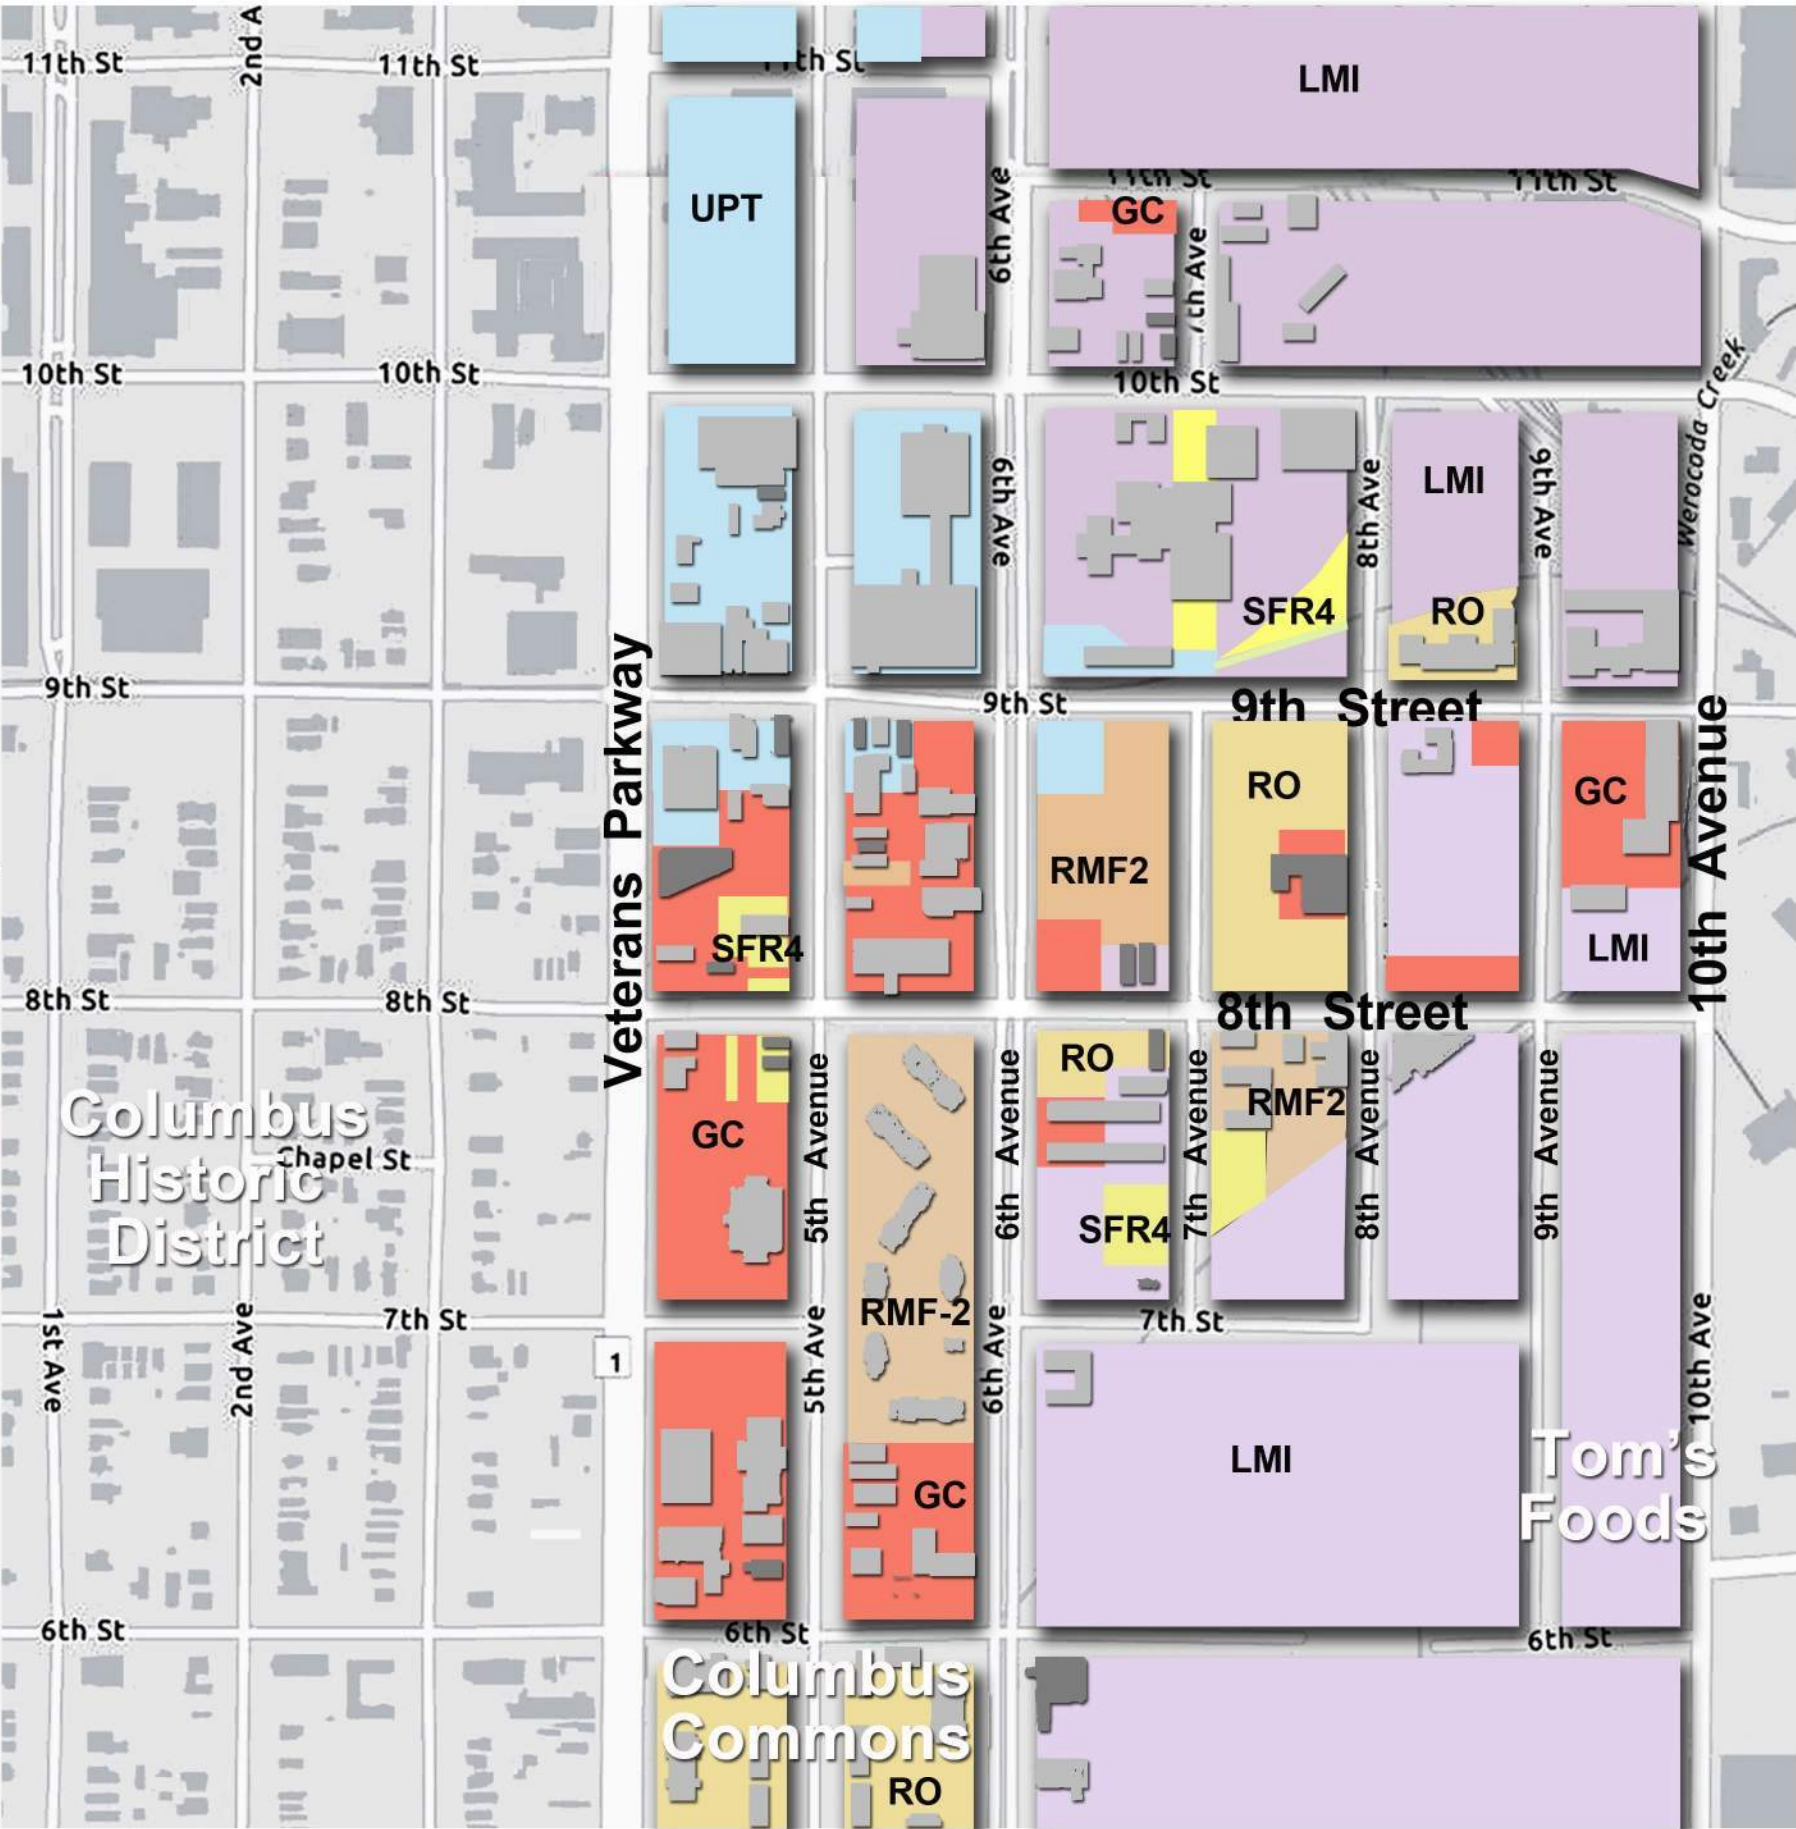 11th St
2nd A
11th St
11th St
LMI
11th St
11th St
UPT
6th Ave
GC
7th Ave
10th St
10th St
10th St
Werocoda Creek
6th Ave
8th Ave
LMI
9th Ave
SFR4
RO
9th St
9th St
9th Street
Veterans Parkway
RO
GC
10th Avenue
RMF2
SFR4
LMI
8th St
8th St
8th Street
RO
5th Avenue
6th Avenue
7th Avenue
RMF2
8th Avenue
9th Avenue
GC
Columbus
Historic
District
Chapel St
SFR4
RMF-2
1st Ave
2nd Ave
7th St
5th Ave
6th Ave
7th St
10th Ave
1
LMI
Tom's
Foods
GC
6th St
6th St
6th St
Columbus
Commons
RO